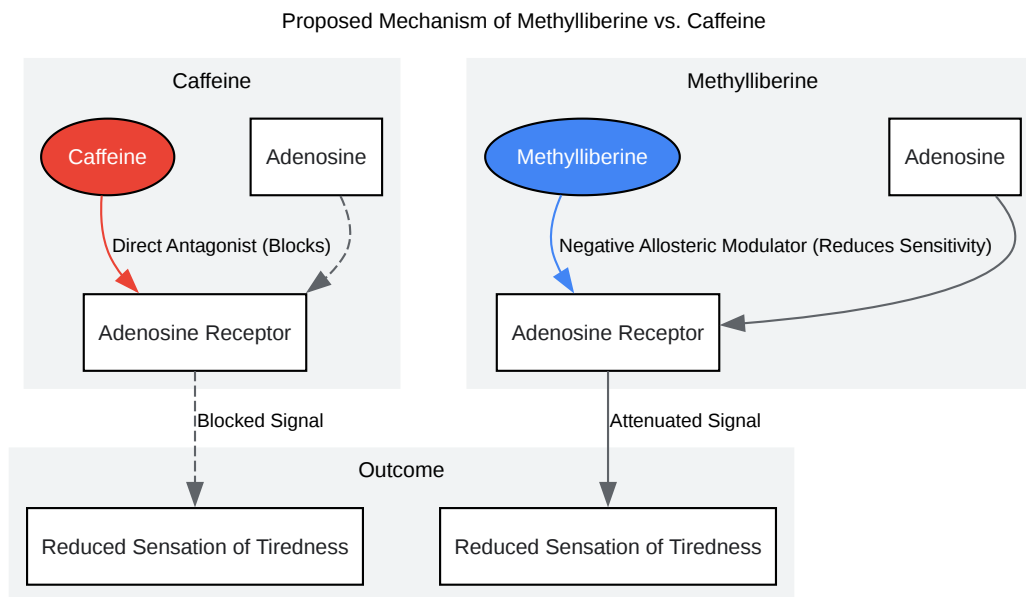 Proposed Mechanism of Methylliberine vs. Caffeine
Caffeine
Caffeine
Adenosine
Direct Antagonist (Blocks)
Adenosine Receptor
Blocked Signal
Methylliberine
Methylliberine
Adenosine
Negative Allosteric Modulator (Reduces Sensitivity)
Adenosine Receptor
Attenuated Signal
Outcome
Reduced Sensation of Tiredness
Reduced Sensation of Tiredness